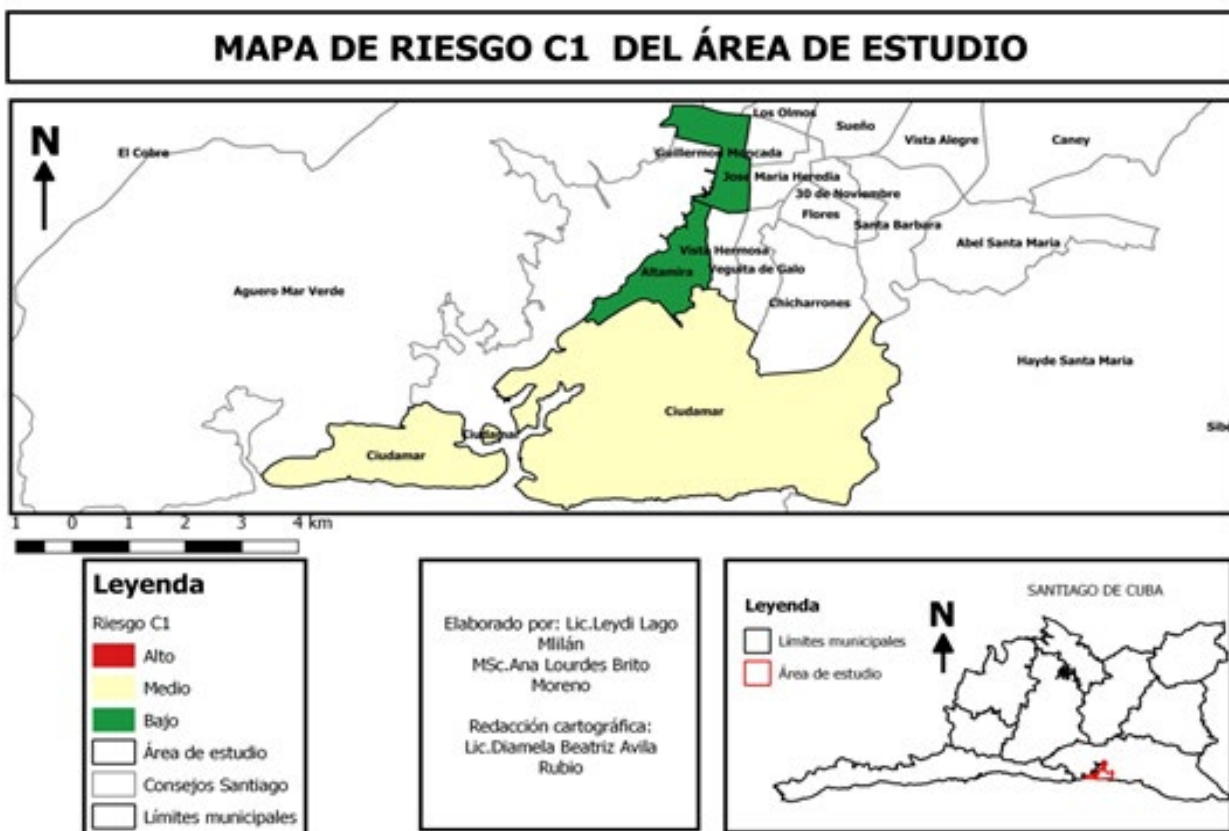 MAPA DE RIESGO C1 DEL ÁREA DE ESTUDIO
N
El Cobre
Los Olmos
Sueño
Vista Alegre
Caney
Guillermon Moncada
Jose Maria Heredia
30 de Noviembre
Flores
Santa Barbara
Abel Santa Maria
Vista Hermosa
Altamira
Veguita de Galo
Aguero Mar Verde
Chicharrones
Hayde Santa Maria
Ciudamar
Sibe
Ciudamar
Ciudamar
1 0 1 2 3 4 km
Leyenda
Riesgo C1
Alto
Medio
Bajo
Área de estudio
Consejos Santiago
Límites municipales
Elaborado por: Lic.Leydi Lago
Mlilán
MSc.Ana Lourdes Brito
Moreno
Redacción cartográfica:
Lic.Diamela Beatriz Avila
Rubio
SANTIAGO DE CUBA
Leyenda
N
Límites municipales
Área de estudio